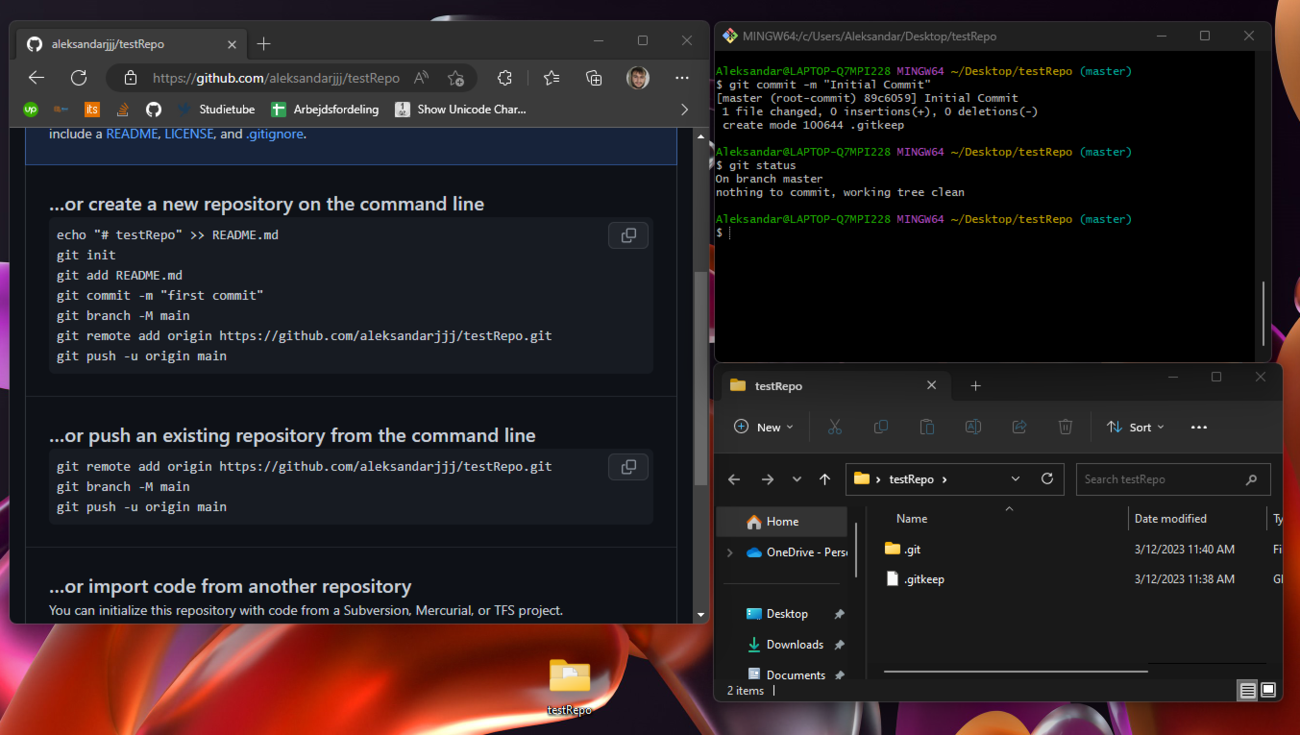 aleksandarjjj/testRepo
https://github.com/aleksandarjjj/testRepo
up
its
Studietube
Arbejdsfordeling
Show Unicode Char...
include a README, LICENSE, and .gitignore.
...or create a new repository on the command line
echo "# testRepo" >> README.md
git init
git add README.md
git commit -m "first commit"
git branch -M main
git remote add origin https://github.com/aleksandarjjj/testRepo.git
git push -u origin main
...or push an existing repository from the command line
git remote add origin https://github.com/aleksandarjjj/testRepo.git
git branch -M main
git push -u origin main
...or import code from another repository
You can initialize this repository with code from a Subversion, Mercurial, or TFS project.
MINGW64:/c/Users/Aleksandar/Desktop/testRepo
Aleksandar@LAPTOP-Q7MPI228 MINGW64 ~/Desktop/testRepo (master)
$ git commit -m "Initial Commit"
[master (root-commit) 89c6059] Initial Commit
1 file changed, 0 insertions(+), 0 deletions(-)
create mode 100644 .gitkeep
Aleksandar@LAPTOP-Q7MPI228 MINGW64 ~/Desktop/testRepo (master)
$ git status
On branch master
nothing to commit, working tree clean
Aleksandar@LAPTOP-Q7MPI228 MINGW64 ~/Desktop/testRepo (master)
$
testRepo
New
Sort
testRepo
Search testRepo
Home
OneDrive - Pers
Desktop
Downloads
Documents
Name
Date modified
Ty
.git
3/12/2023 11:40 AM
Fi
.gitkeep
3/12/2023 11:38 AM
GI
2 items
testRepo